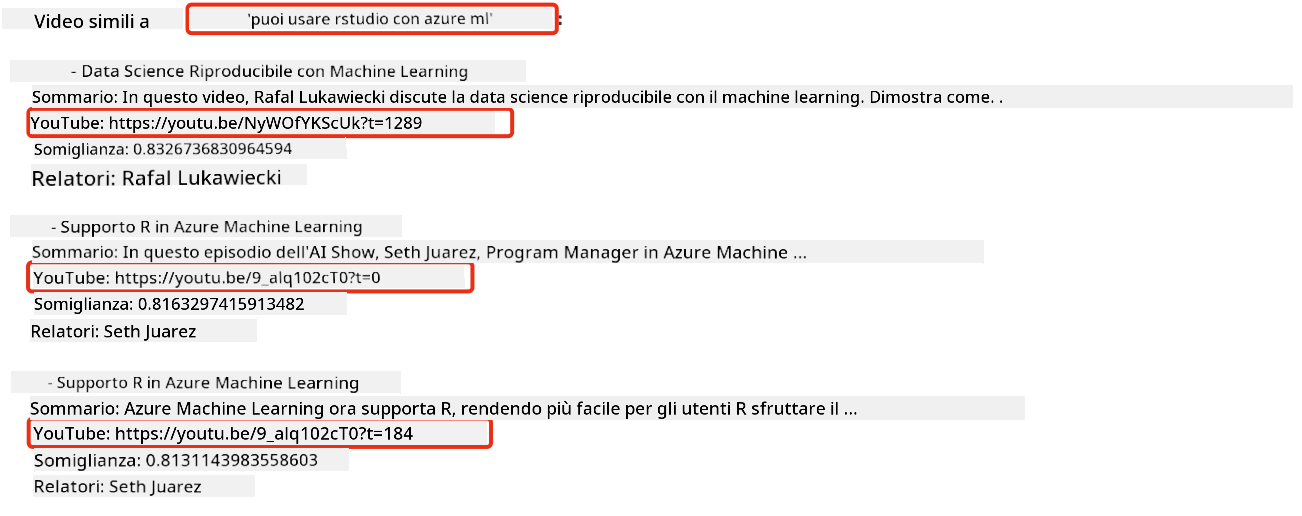 Video simili a 'puoi usare rstudio con azure ml' :
- Data Science Riproducibile con Machine Learning
Sommario: In questo video, Rafal Lukawiecki discute la data science riproducibile con il machine learning. Dimostra come. .
YouTube: https://youtu.be/NyWOfYKScUk?t=1289
Somiglianza: 0.8326736830964594
Relatori: Rafal Lukawiecki
- Supporto R in Azure Machine Learning
Sommario: In questo episodio dell'AI Show, Seth Juarez, Program Manager in Azure Machine ...
YouTube: https://youtu.be/9_alq102cT0?t=0
Somiglianza: 0.8163297415913482
Relatori: Seth Juarez
- Supporto R in Azure Machine Learning
Sommario: Azure Machine Learning ora supporta R, rendendo più facile per gli utenti R sfruttare il ...
YouTube: https://youtu.be/9_alq102cT0?t=184
Somiglianza: 0.8131143983558603
Relatori: Seth Juarez